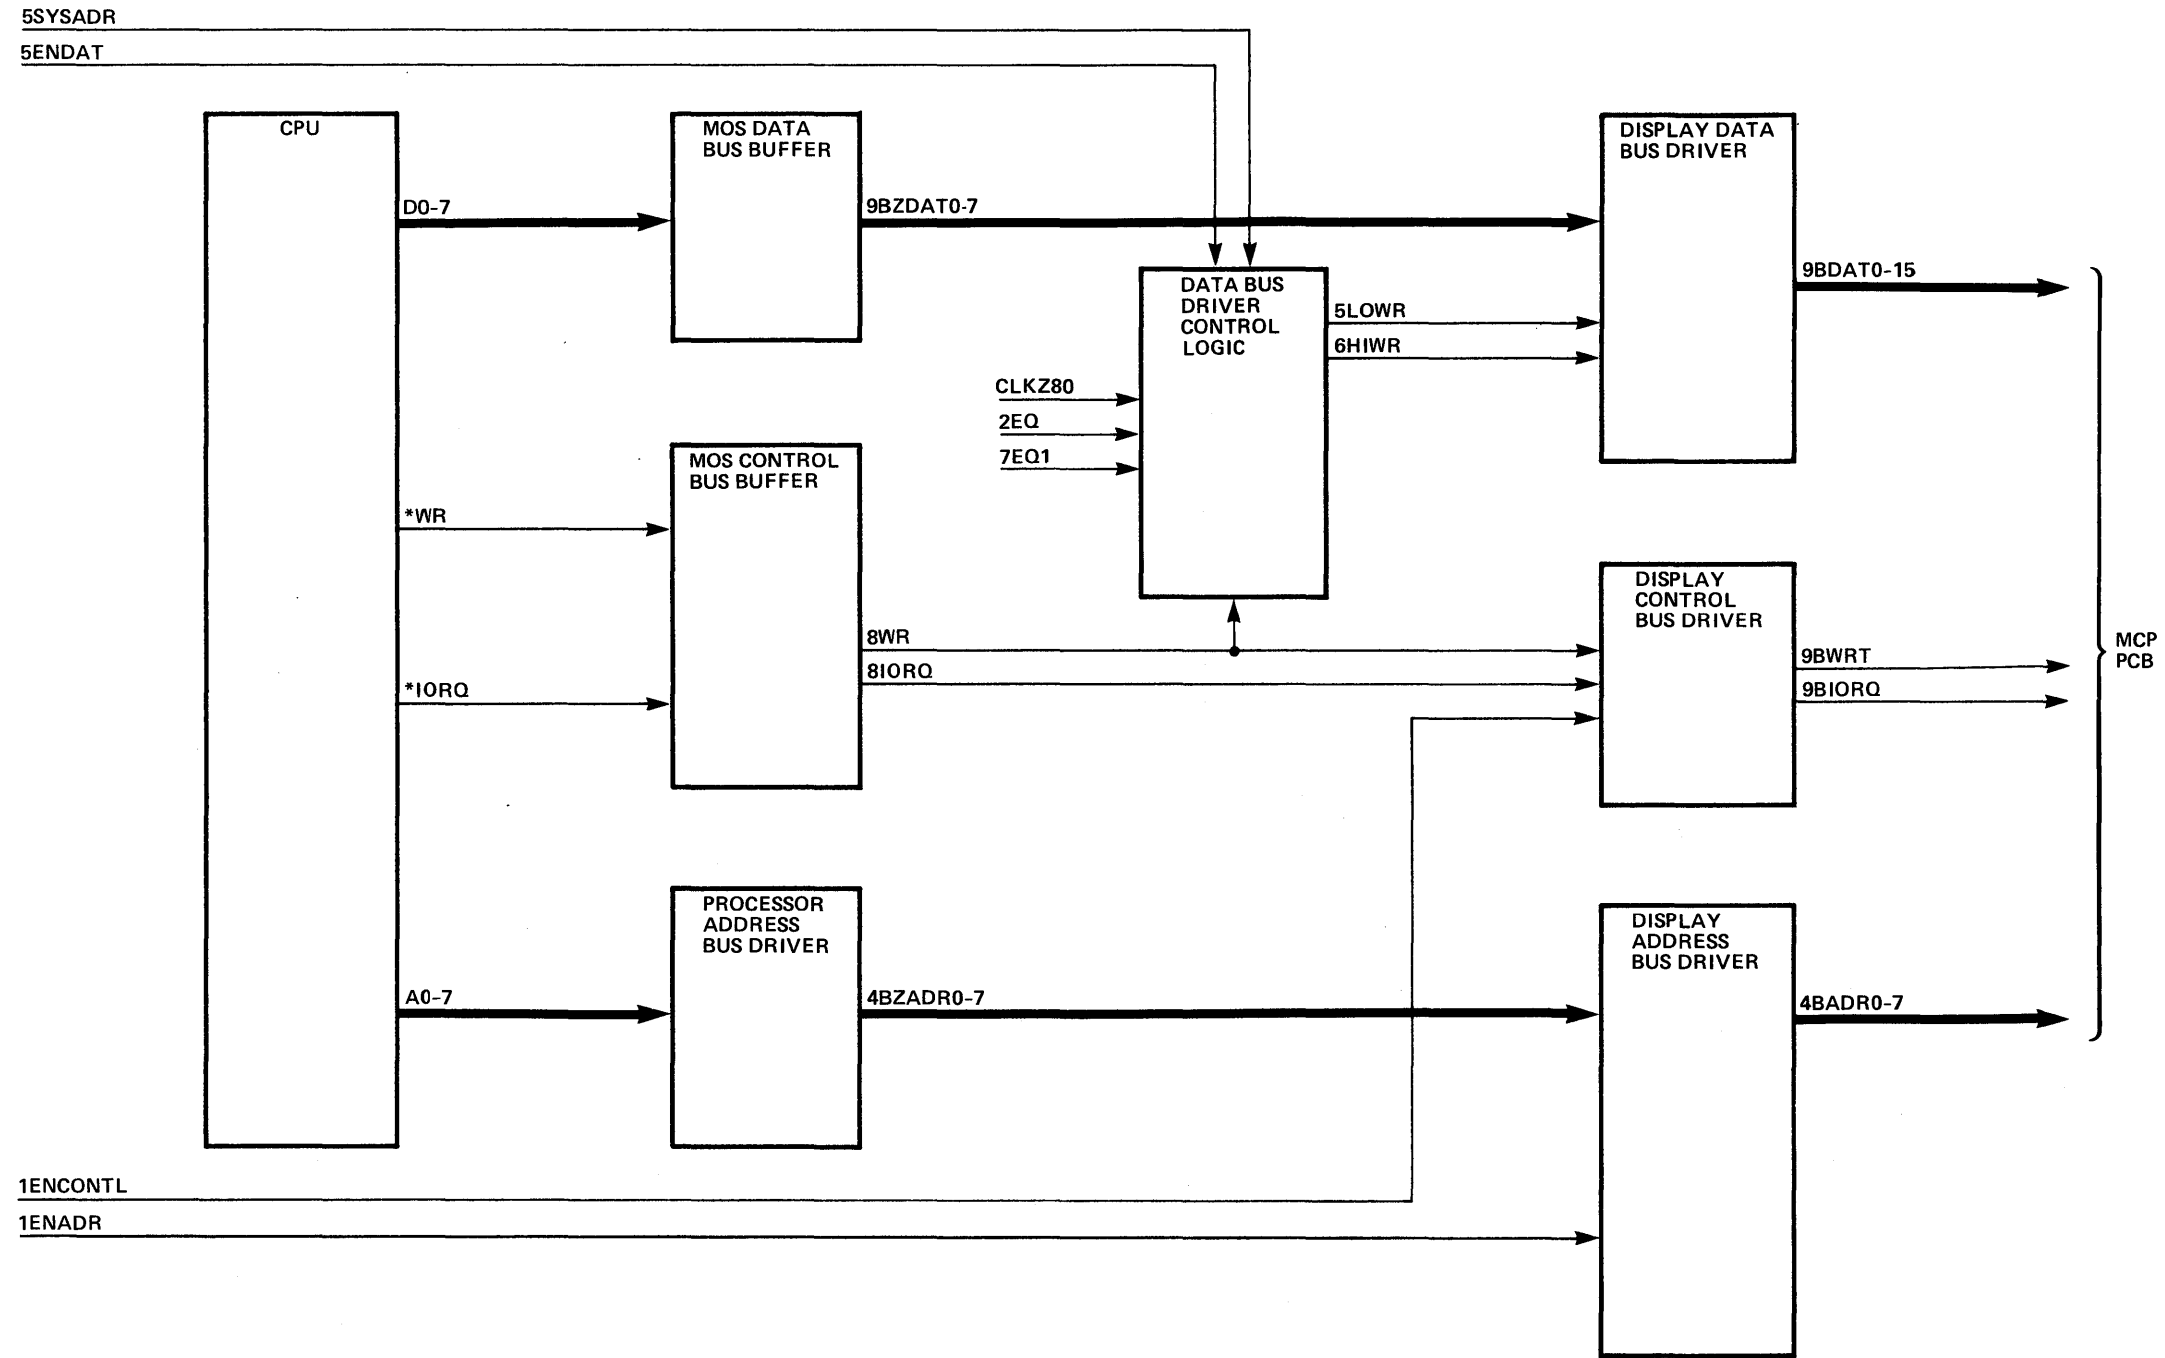 5SYSADR
5ENDAT
CPU
MOS DATA
BUS BUFFER
DISPLAY DATA
BUS DRIVER
D0-7
9BZDAT0-7
DATA BUS
DRIVER
CONTROL
LOGIC
9BDAT0-15
5LOWR
6HIWR
CLKZ80
2EQ
7EQ1
MOS CONTROL
BUS BUFFER
*WR
*IORQ
8WR
8IORQ
DISPLAY
CONTROL
BUS DRIVER
9BWRT
9BIORQ
MCP
PCB
PROCESSOR
ADDRESS
BUS DRIVER
A0-7
4BZADR0-7
DISPLAY
ADDRESS
BUS DRIVER
4BADR0-7
1ENCONTL
1ENADR